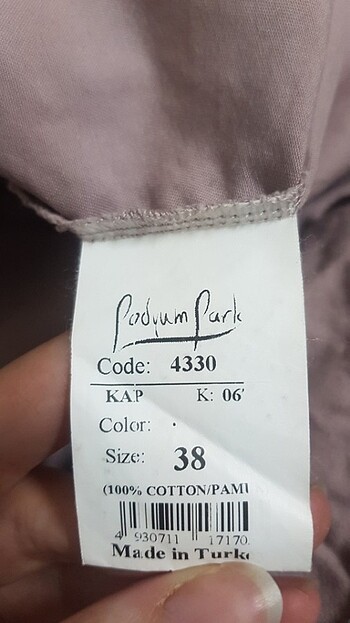 Podyum Park
Code: 4330
KAP K: 06
Color: .
Size: 38
(100% COTTON/PAMU
4 930711 17170
Made in Turke